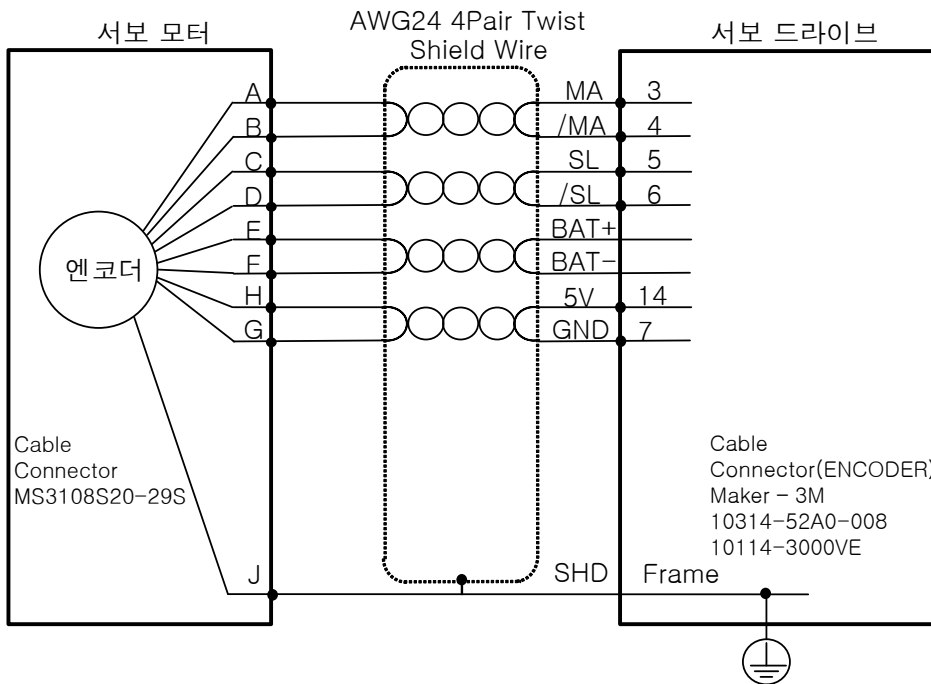 서보 모터
AWG24 4Pair Twist
Shield Wire
서보 드라이브
A
MA
3
B
/MA
4
C
SL
5
D
/SL
6
E
BAT+
엔코더
F
BAT-
H
5V
14
G
GND
7
Cable
Connector
MS3108S20-29S
Cable
Connector(ENCODER)
Maker - 3M
10314-52A0-008
10114-3000VE
J
SHD
Frame